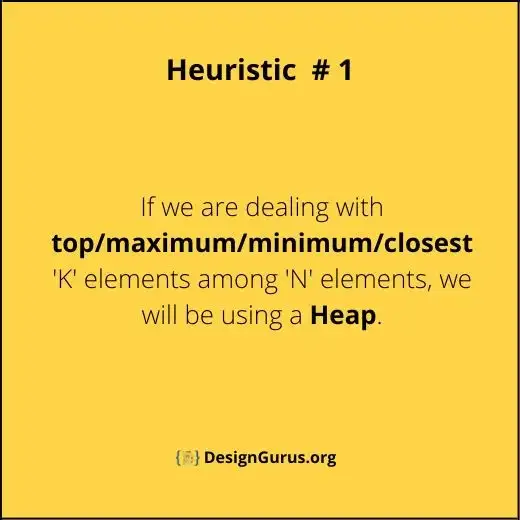 Heuristic # 1
If we are dealing with
top/maximum/minimum/closest
'K' elements among 'N' elements, we
will be using a Heap.
DesignGurus.org